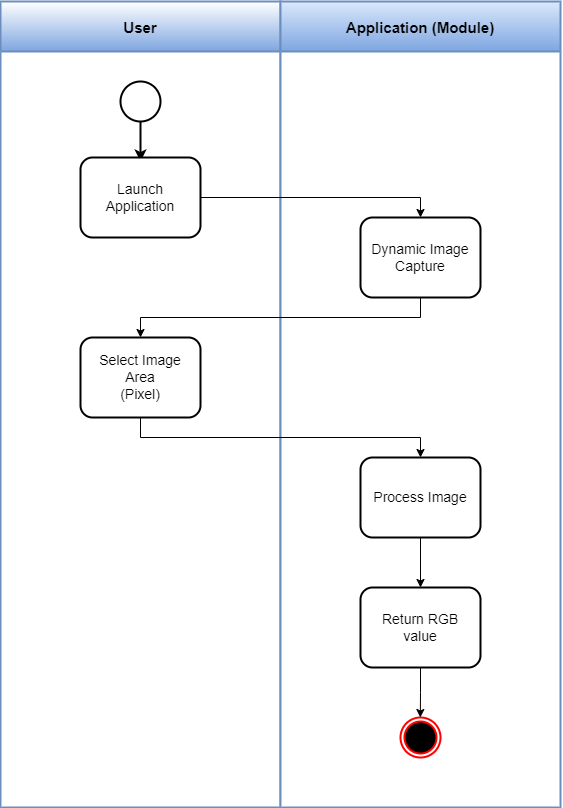 User
Application (Module)
Launch
Application
Dynamic Image
Capture
Select Image
Area
(Pixel)
Process Image
Return RGB
value